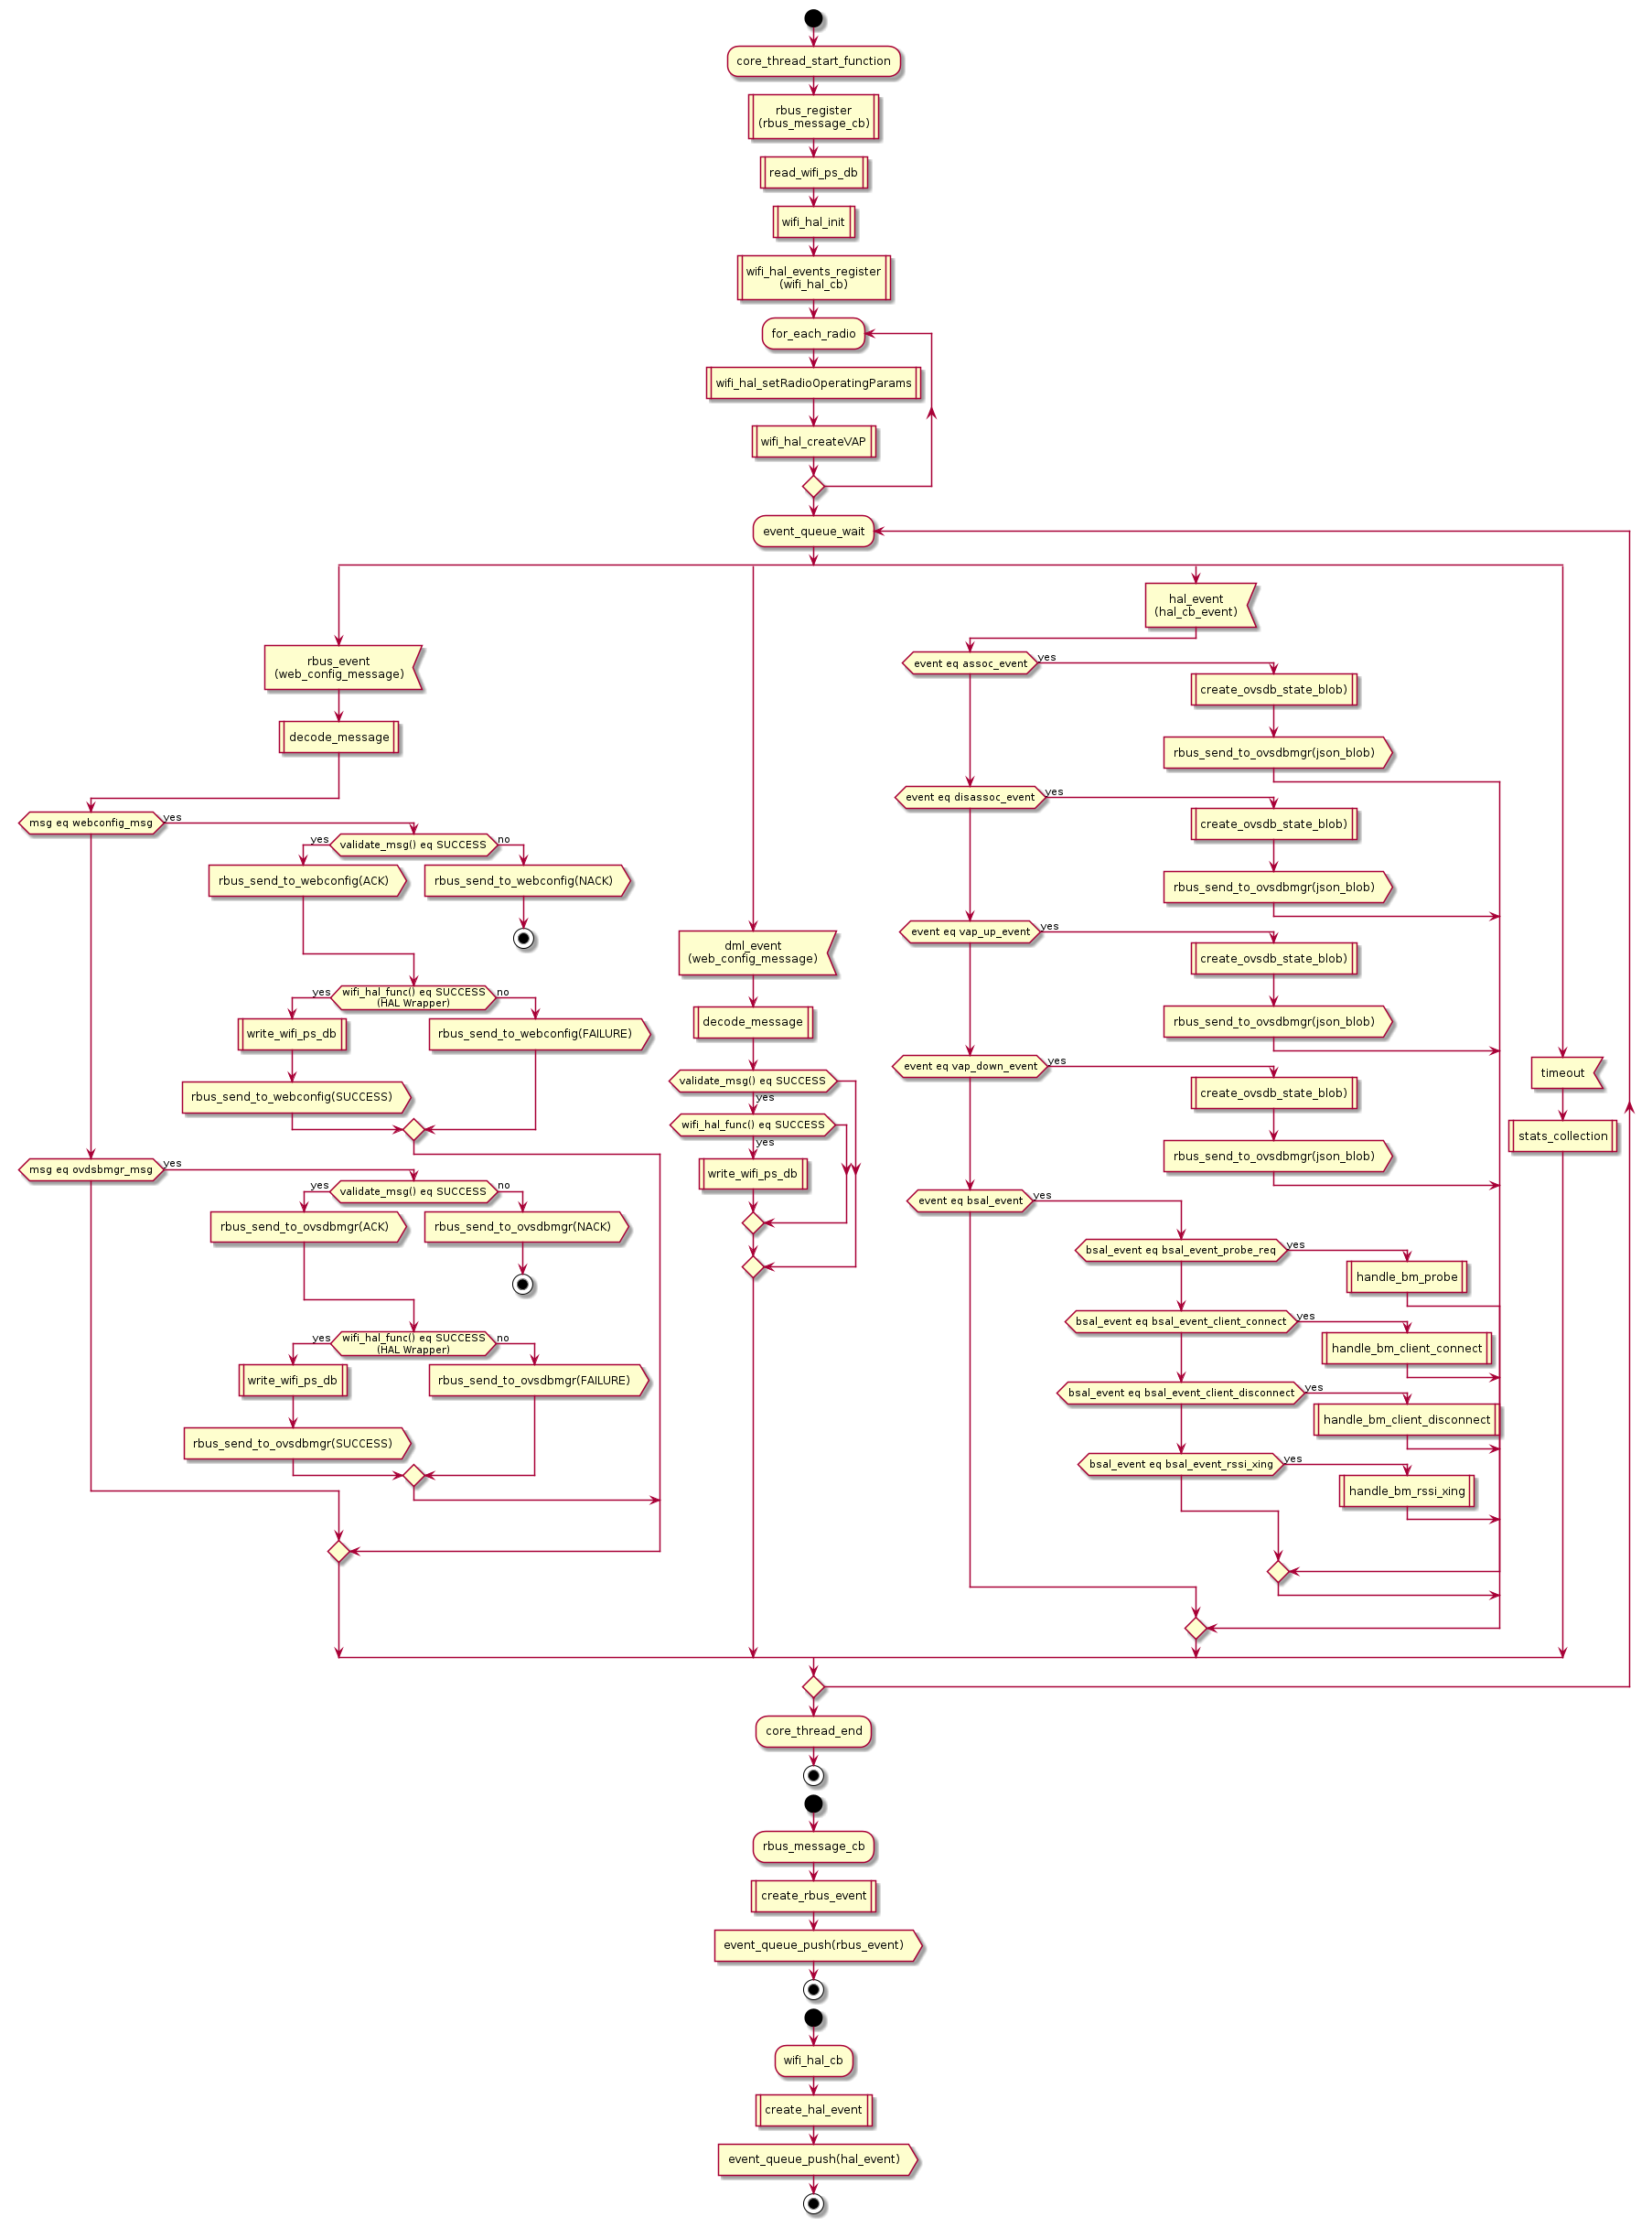 core_thread_start_function
rbus_register
(rbus_message_cb)
read_wifi_ps_db
wifi_hal_init
wifi_hal_events_register
(wifi_hal_cb)
for_each_radio
wifi_hal_setRadioOperatingParams
wifi_hal_createVAP
event_queue_wait
rbus_event
(web_config_message)
decode_message
msg eq webconfig_msg
yes
validate_msg() eq SUCCESS
yes
no
rbus_send_to_webconfig(ACK)
rbus_send_to_webconfig(NACK)
wifi_hal_func() eq SUCCESS
(HAL Wrapper)
yes
no
write_wifi_ps_db
rbus_send_to_webconfig(FAILURE)
rbus_send_to_webconfig(SUCCESS)
msg eq ovdsbmgr_msg
yes
validate_msg() eq SUCCESS
yes
no
rbus_send_to_ovsdbmgr(ACK)
rbus_send_to_ovsdbmgr(NACK)
wifi_hal_func() eq SUCCESS
(HAL Wrapper)
yes
no
write_wifi_ps_db
rbus_send_to_ovsdbmgr(FAILURE)
rbus_send_to_ovsdbmgr(SUCCESS)
dml_event
(web_config_message)
decode_message
validate_msg() eq SUCCESS
yes
wifi_hal_func() eq SUCCESS
yes
write_wifi_ps_db
hal_event
(hal_cb_event)
event eq assoc_event
yes
create_ovsdb_state_blob)
rbus_send_to_ovsdbmgr(json_blob)
event eq disassoc_event
yes
create_ovsdb_state_blob)
rbus_send_to_ovsdbmgr(json_blob)
event eq vap_up_event
yes
create_ovsdb_state_blob)
rbus_send_to_ovsdbmgr(json_blob)
event eq vap_down_event
yes
create_ovsdb_state_blob)
rbus_send_to_ovsdbmgr(json_blob)
event eq bsal_event
yes
bsal_event eq bsal_event_probe_req
yes
handle_bm_probe
bsal_event eq bsal_event_client_connect
yes
handle_bm_client_connect
bsal_event eq bsal_event_client_disconnect
yes
handle_bm_client_disconnect
bsal_event eq bsal_event_rssi_xing
yes
handle_bm_rssi_xing
timeout
stats_collection
core_thread_end
rbus_message_cb
create_rbus_event
event_queue_push(rbus_event)
wifi_hal_cb
create_hal_event
event_queue_push(hal_event)